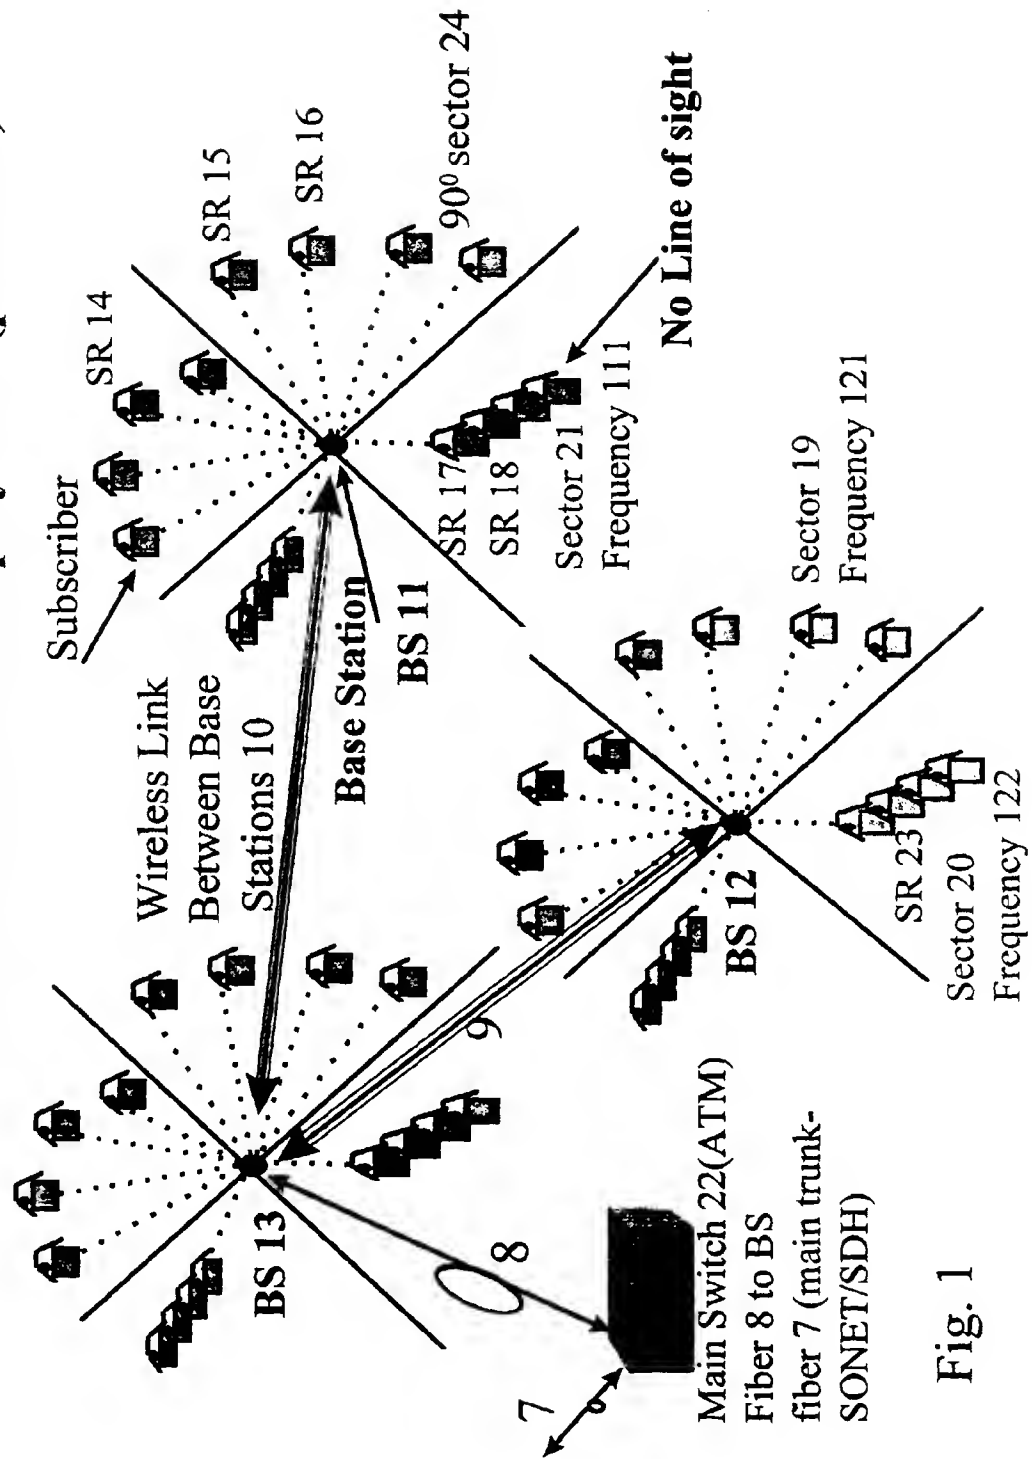 Subscriber
SR 14
SR 15
SR 16
90⁰ sector 24
Wireless Link
Between Base
Stations 10
Base Station
BS 11
SR 17
SR 18
Sector 21
Frequency 111
No Line of sight
BS 13
9
8
7
BS 12
SR 23
Sector 20
Frequency 122
Sector 19
Frequency 121
Main Switch 22(ATM)
Fiber 8 to BS
fiber 7 (main trunk-
SONET/SDH)
Fig. 1